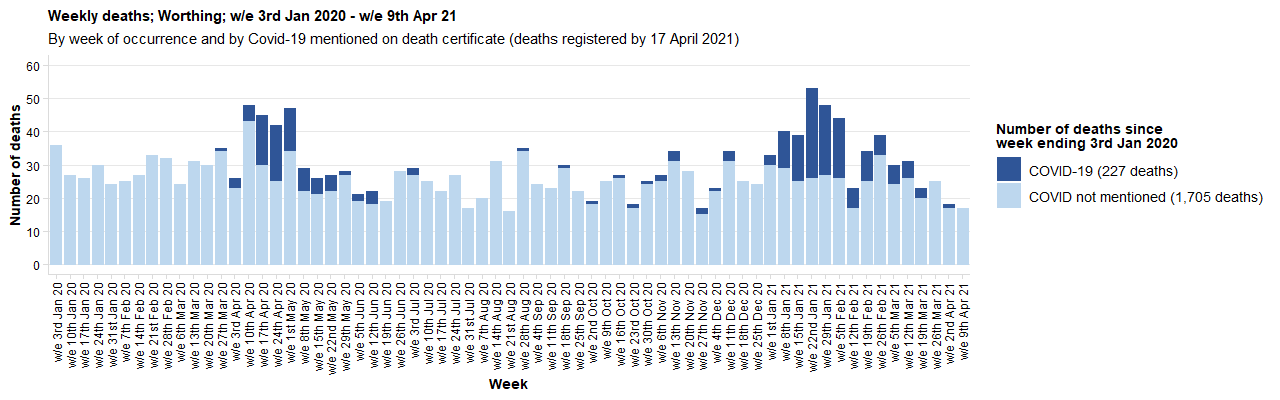 Weekly deaths; Worthing; w/e 3rd Jan 2020 - w/e 9th Apr 21
By week of occurrence and by Covid-19 mentioned on death certificate (deaths registered by 17 April 2021)
Number of deaths
60
50
40
30
20
10
0
w/e 3rd Jan 20
w/e 10th Jan 20
w/e 17th Jan 20
w/e 24th Jan 20
w/e 31st Jan 20
w/e 7th Feb 20
w/e 14th Feb 20
w/e 21st Feb 20
w/e 28th Feb 20
w/e 6th Mar 20
w/e 13th Mar 20
w/e 20th Mar 20
w/e 27th Mar 20
w/e 3rd Apr 20
w/e 10th Apr 20
w/e 17th Apr 20
w/e 24th Apr 20
w/e 1st May 20
w/e 8th May 20
w/e 15th May 20
w/e 22nd May 20
w/e 29th May 20
w/e 5th Jun 20
w/e 12th Jun 20
w/e 19th Jun 20
w/e 26th Jun 20
w/e 3rd Jul 20
w/e 10th Jul 20
w/e 17th Jul 20
w/e 24th Jul 20
w/e 31st Jul 20
w/e 7th Aug 20
w/e 14th Aug 20
w/e 21st Aug 20
w/e 28th Aug 20
w/e 4th Sep 20
w/e 11th Sep 20
w/e 18th Sep 20
w/e 25th Sep 20
w/e 2nd Oct 20
w/e 9th Oct 20
w/e 16th Oct 20
w/e 23rd Oct 20
w/e 30th Oct 20
w/e 6th Nov 20
w/e 13th Nov 20
w/e 20th Nov 20
w/e 27th Nov 20
w/e 4th Dec 20
w/e 11th Dec 20
w/e 18th Dec 20
w/e 25th Dec 20
w/e 1st Jan 21
w/e 8th Jan 21
w/e 15th Jan 21
w/e 22nd Jan 21
w/e 29th Jan 21
w/e 5th Feb 21
w/e 12th Feb 21
w/e 19th Feb 21
w/e 26th Feb 21
w/e 5th Mar 21
w/e 12th Mar 21
w/e 19th Mar 21
w/e 26th Mar 21
w/e 2nd Apr 21
w/e 9th Apr 21
Week
Number of deaths since
week ending 3rd Jan 2020
COVID-19 (227 deaths)
COVID not mentioned (1,705 deaths)